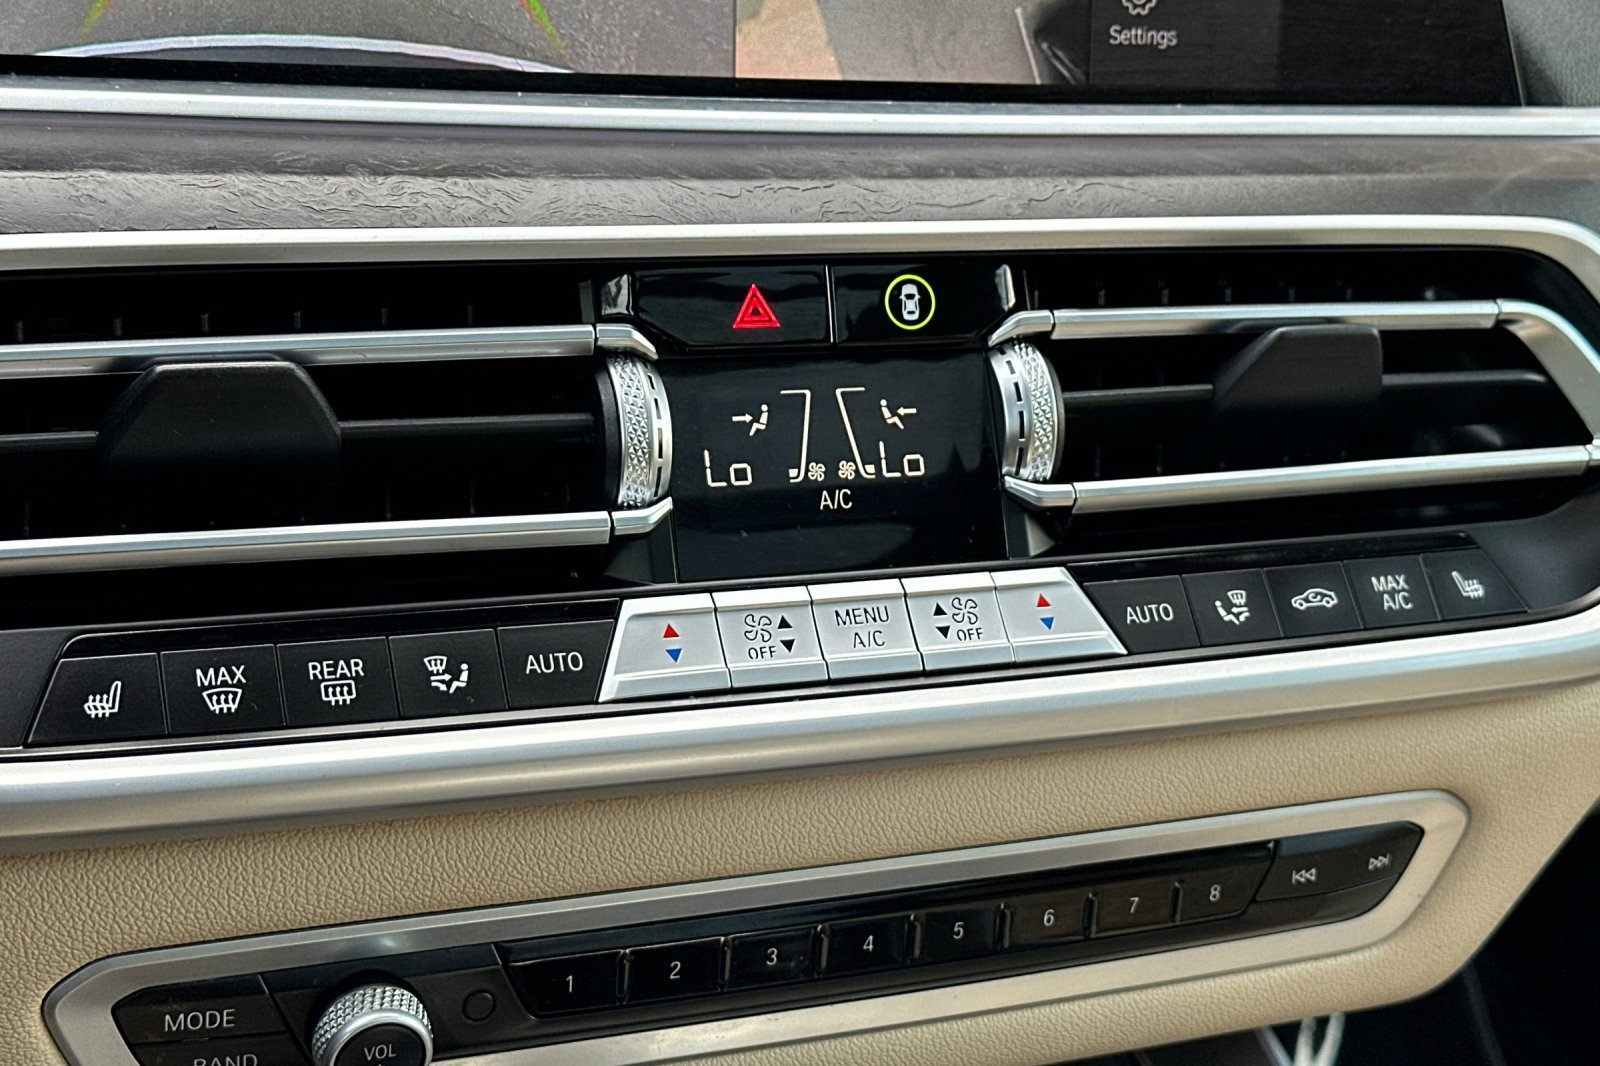 Settings
Lo
Lo
A/C
MAX
REAR
AUTO
OFF
MENU
A/C
OFF
AUTO
MAX
A/C
1
2
3
4
5
6
7
8
MODE
BAND
VOL